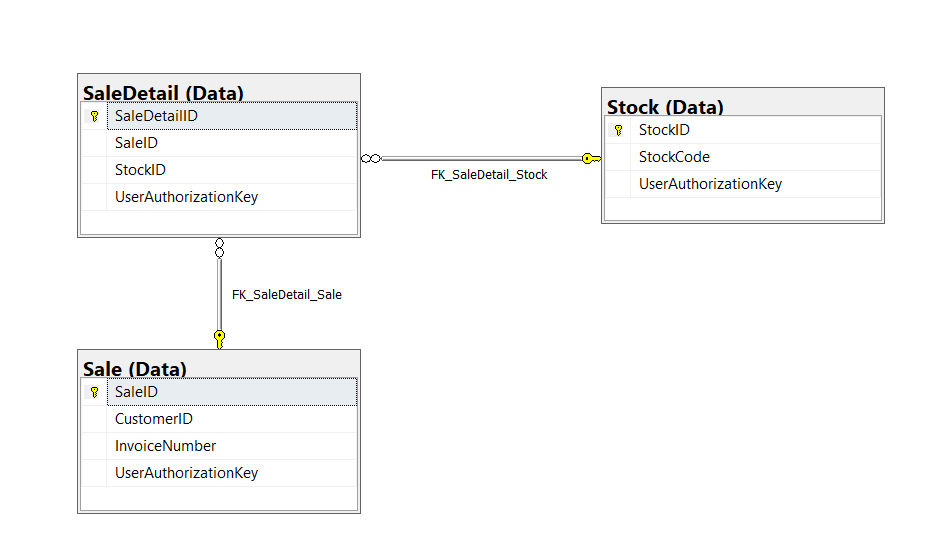 SaleDetail (Data)
SaleDetailID
SaleID
StockID
UserAuthorizationKey
Stock (Data)
StockID
StockCode
UserAuthorizationKey
FK_SaleDetail_Stock
FK_SaleDetail_Sale
Sale (Data)
SaleID
CustomerID
InvoiceNumber
UserAuthorizationKey